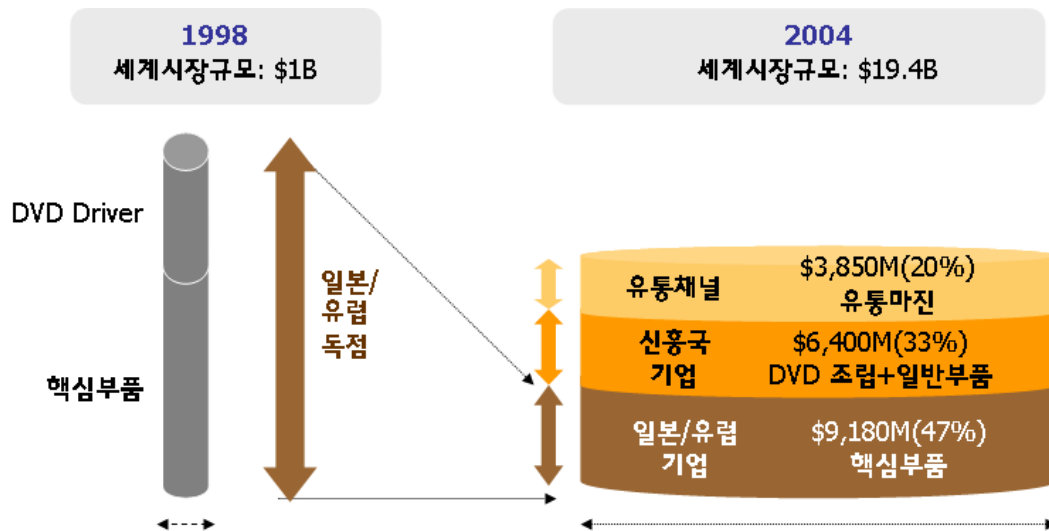 1998
세계시장규모: $1B
2004
세계시장규모: $19.4B
DVD Driver
핵심부품
일본/
유럽
독점
유통채널
$3,850M(20%)
유통마진
신흥국
기업
$6,400M(33%)
DVD 조립+일반부품
일본/유럽
기업
$9,180M(47%)
핵심부품